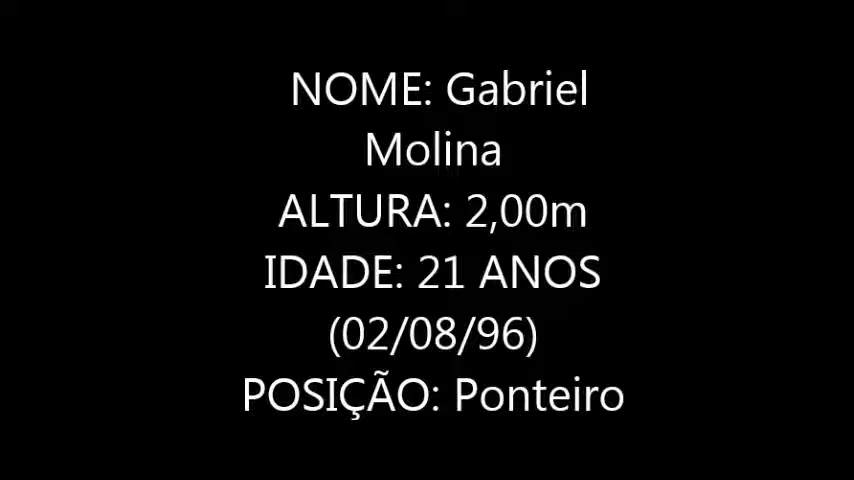 NOME: Gabriel
Molina
ALTURA: 2,00m
IDADE: 21 ANOS
(02/08/96)
POSIÇÃO: Ponteiro